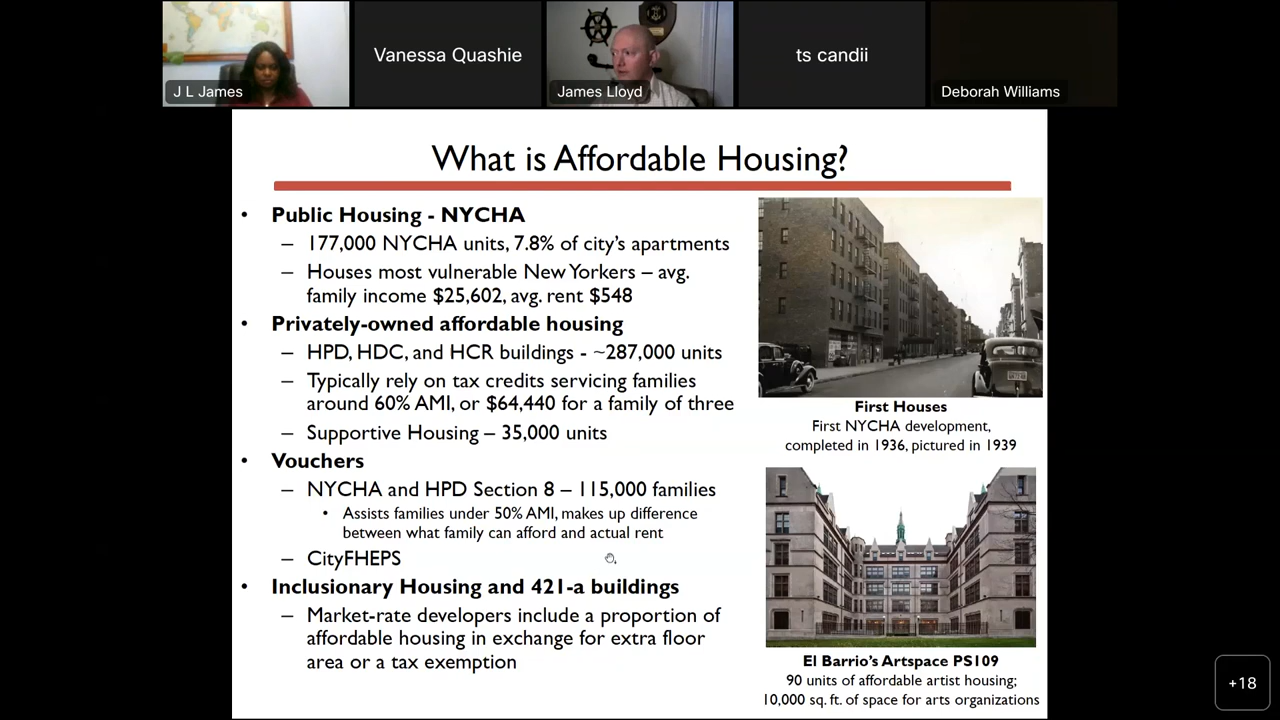 J L James
Vanessa Quashie
James Lloyd
ts candii
Deborah Williams
What is Affordable Housing?
• Public Housing - NYCHA
– 177,000 NYCHA units, 7.8% of city's apartments
– Houses most vulnerable New Yorkers – avg.
family income $25,602, avg. rent $548
• Privately-owned affordable housing
– HPD, HDC, and HCR buildings - ~287,000 units
– Typically rely on tax credits servicing families
around 60% AMI, or $64,440 for a family of three
– Supportive Housing – 35,000 units
• Vouchers
– NYCHA and HPD Section 8 – 115,000 families
• Assists families under 50% AMI, makes up difference
between what family can afford and actual rent
– CityFHEPS
• Inclusionary Housing and 421-a buildings
– Market-rate developers include a proportion of
affordable housing in exchange for extra floor
area or a tax exemption
First Houses
First NYCHA development,
completed in 1936, pictured in 1939
El Barrio's Artspace PS109
90 units of affordable artist housing;
10,000 sq. ft. of space for arts organizations
+18